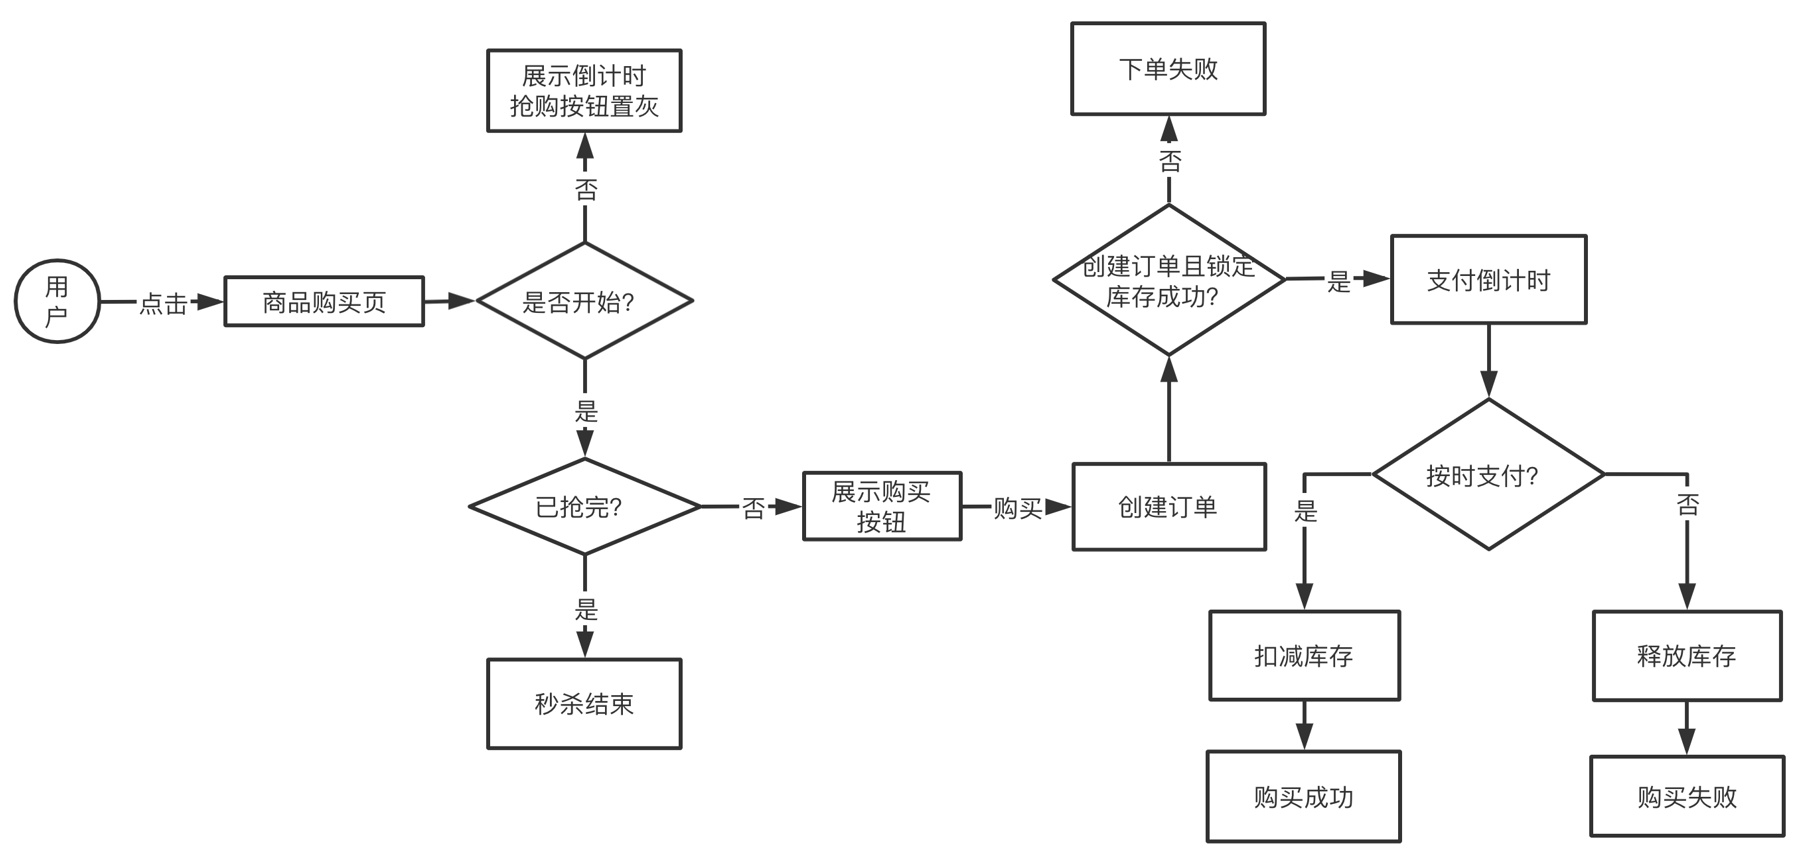 用
户
点击
商品购买页
是否开始?
否
展示倒计时
抢购按钮置灰
是
已抢完?
是
秒杀结束
否
展示购买
按钮
购买
创建订单
创建订单且锁定
库存成功?
否
下单失败
是
支付倒计时
按时支付?
是
扣减库存
购买成功
否
释放库存
购买失败